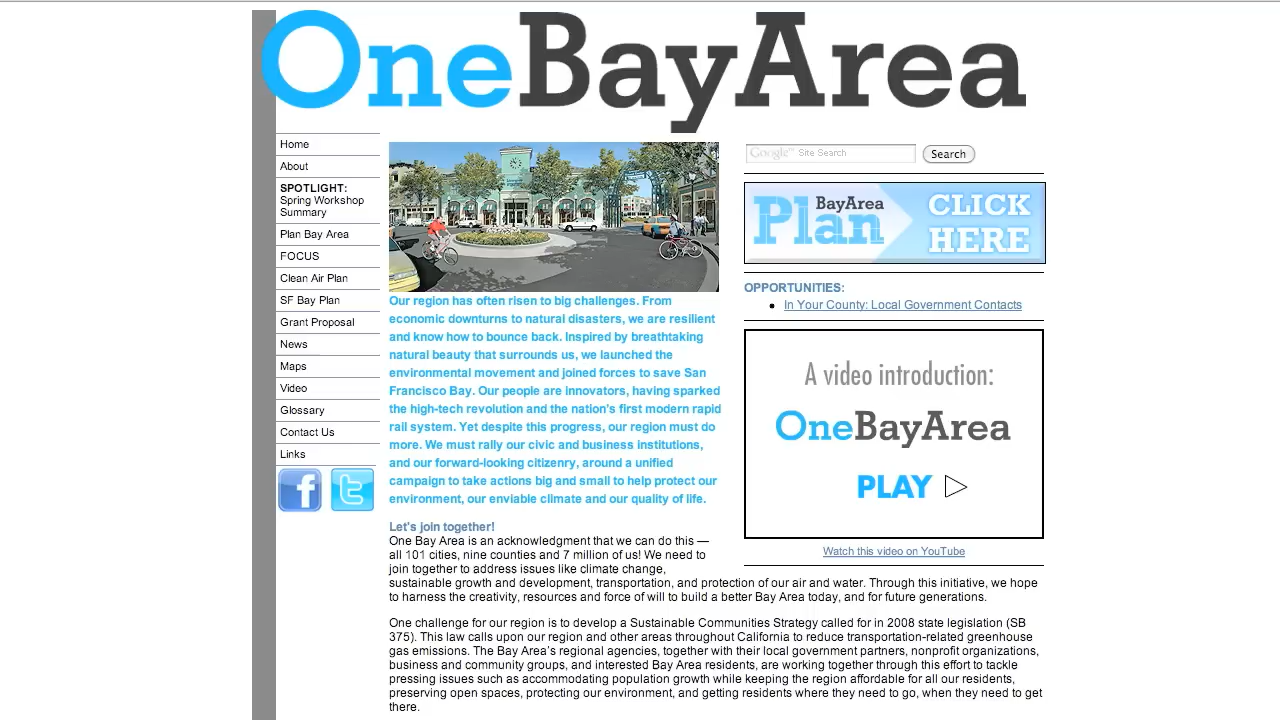 OneBayArea
Home
About
SPOTLIGHT:
Spring Workshop
Summary
Plan Bay Area
FOCUS
Clean Air Plan
SF Bay Plan
Grant Proposal
News
Maps
Video
Glossary
Contact Us
Links
Our region has often risen to big challenges. From
economic downturns to natural disasters, we are resilient
and know how to bounce back. Inspired by breathtaking
natural beauty that surrounds us, we launched the
environmental movement and joined forces to save San
Francisco Bay. Our people are innovators, having sparked
the high-tech revolution and the nation's first modern rapid
rail system. Yet despite this progress, our region must do
more. We must rally our civic and business institutions,
and our forward-looking citizenry, around a unified
campaign to take actions big and small to help protect our
environment, our enviable climate and our quality of life.
Let's join together!
One Bay Area is an acknowledgment that we can do this —
all 101 cities, nine counties and 7 million of us! We need to
join together to address issues like climate change,
sustainable growth and development, transportation, and protection of our air and water. Through this initiative, we hope
to harness the creativity, resources and force of will to build a better Bay Area today, and for future generations.
One challenge for our region is to develop a Sustainable Communities Strategy called for in 2008 state legislation (SB
375). This law calls upon our region and other areas throughout California to reduce transportation-related greenhouse
gas emissions. The Bay Area's regional agencies, together with their local government partners, nonprofit organizations,
business and community groups, and interested Bay Area residents, are working together through this effort to tackle
pressing issues such as accommodating population growth while keeping the region affordable for all our residents,
preserving open spaces, protecting our environment, and getting residents where they need to go, when they need to get
there.
Google™ Site Search
Search
BayArea
Plan
CLICK
HERE
OPPORTUNITIES:
• In Your County: Local Government Contacts
A video introduction:
OneBayArea
PLAY
Watch this video on YouTube